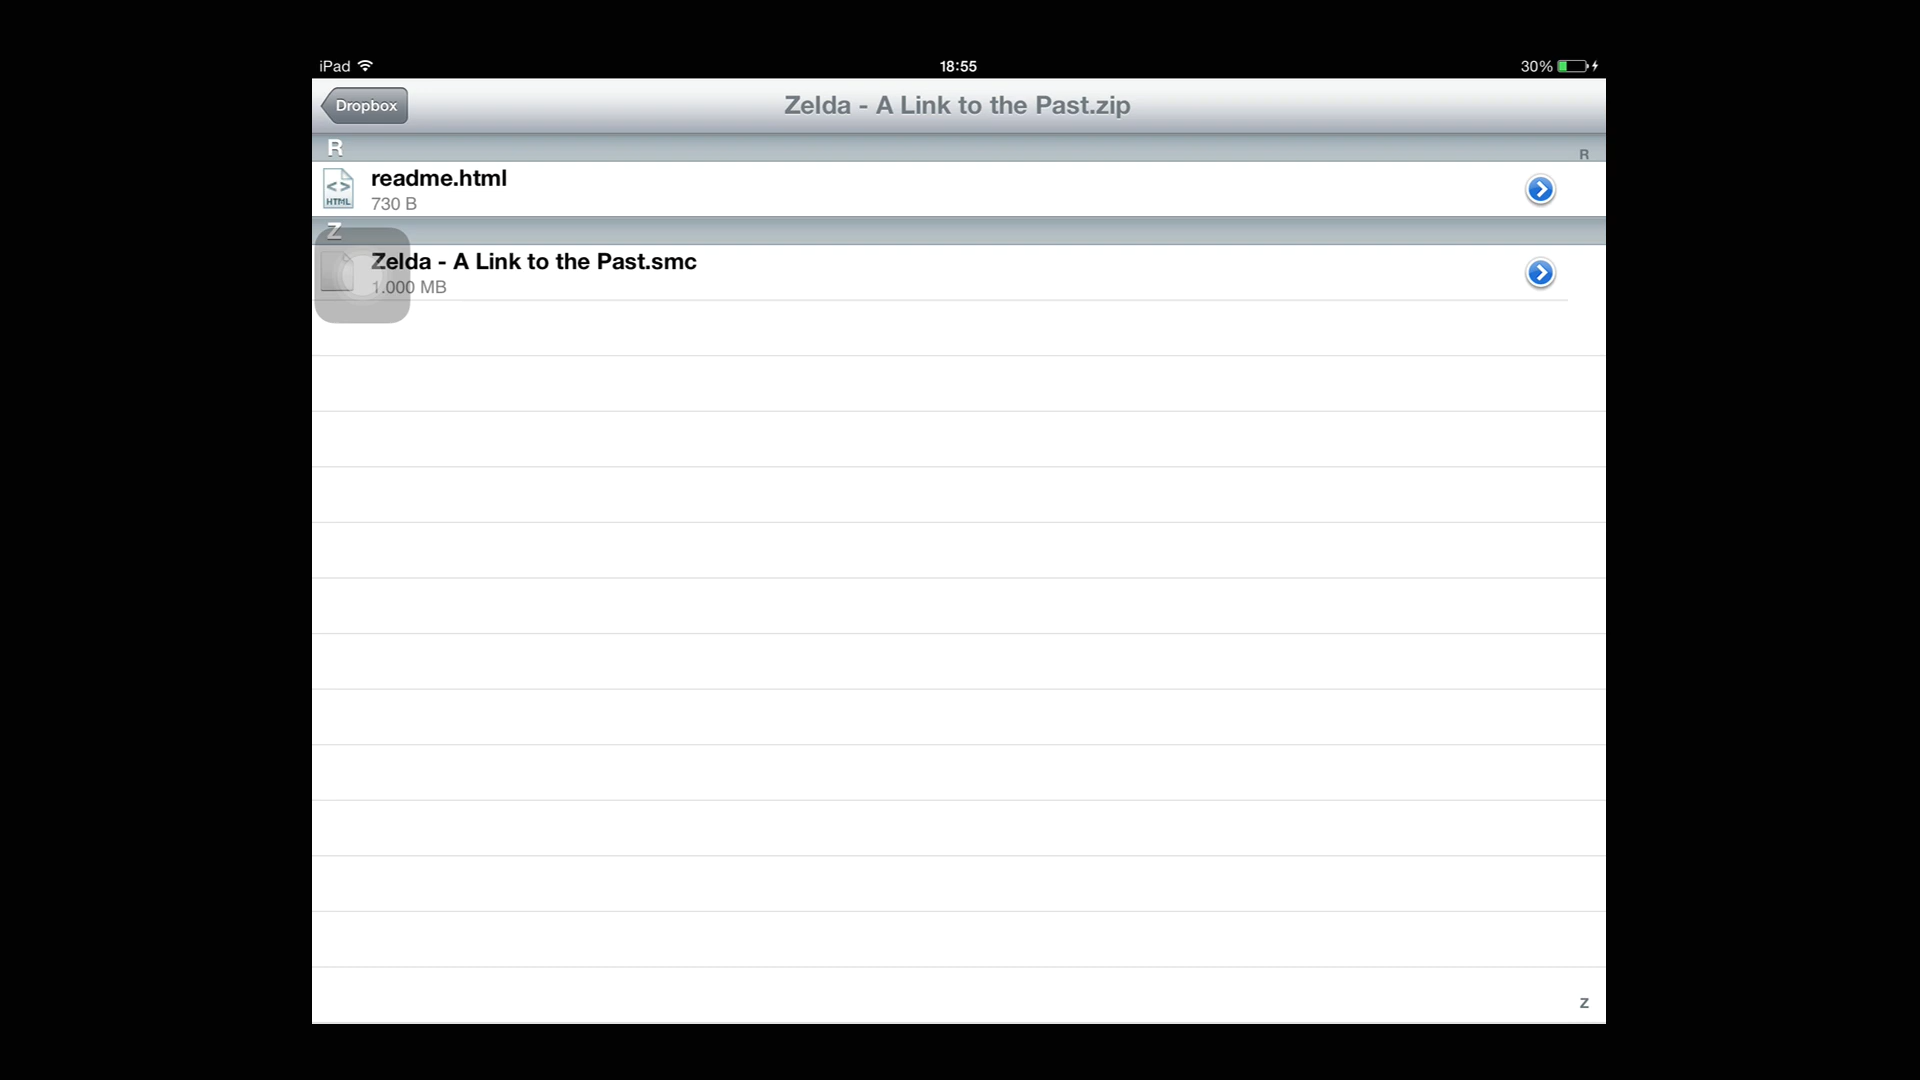 iPad 18:55 30%
Dropbox Zelda - A Link to the Past.zip
R R
HTML readme.html
730 B
Z
Zelda - A Link to the Past.smc
1.000 MB
Z